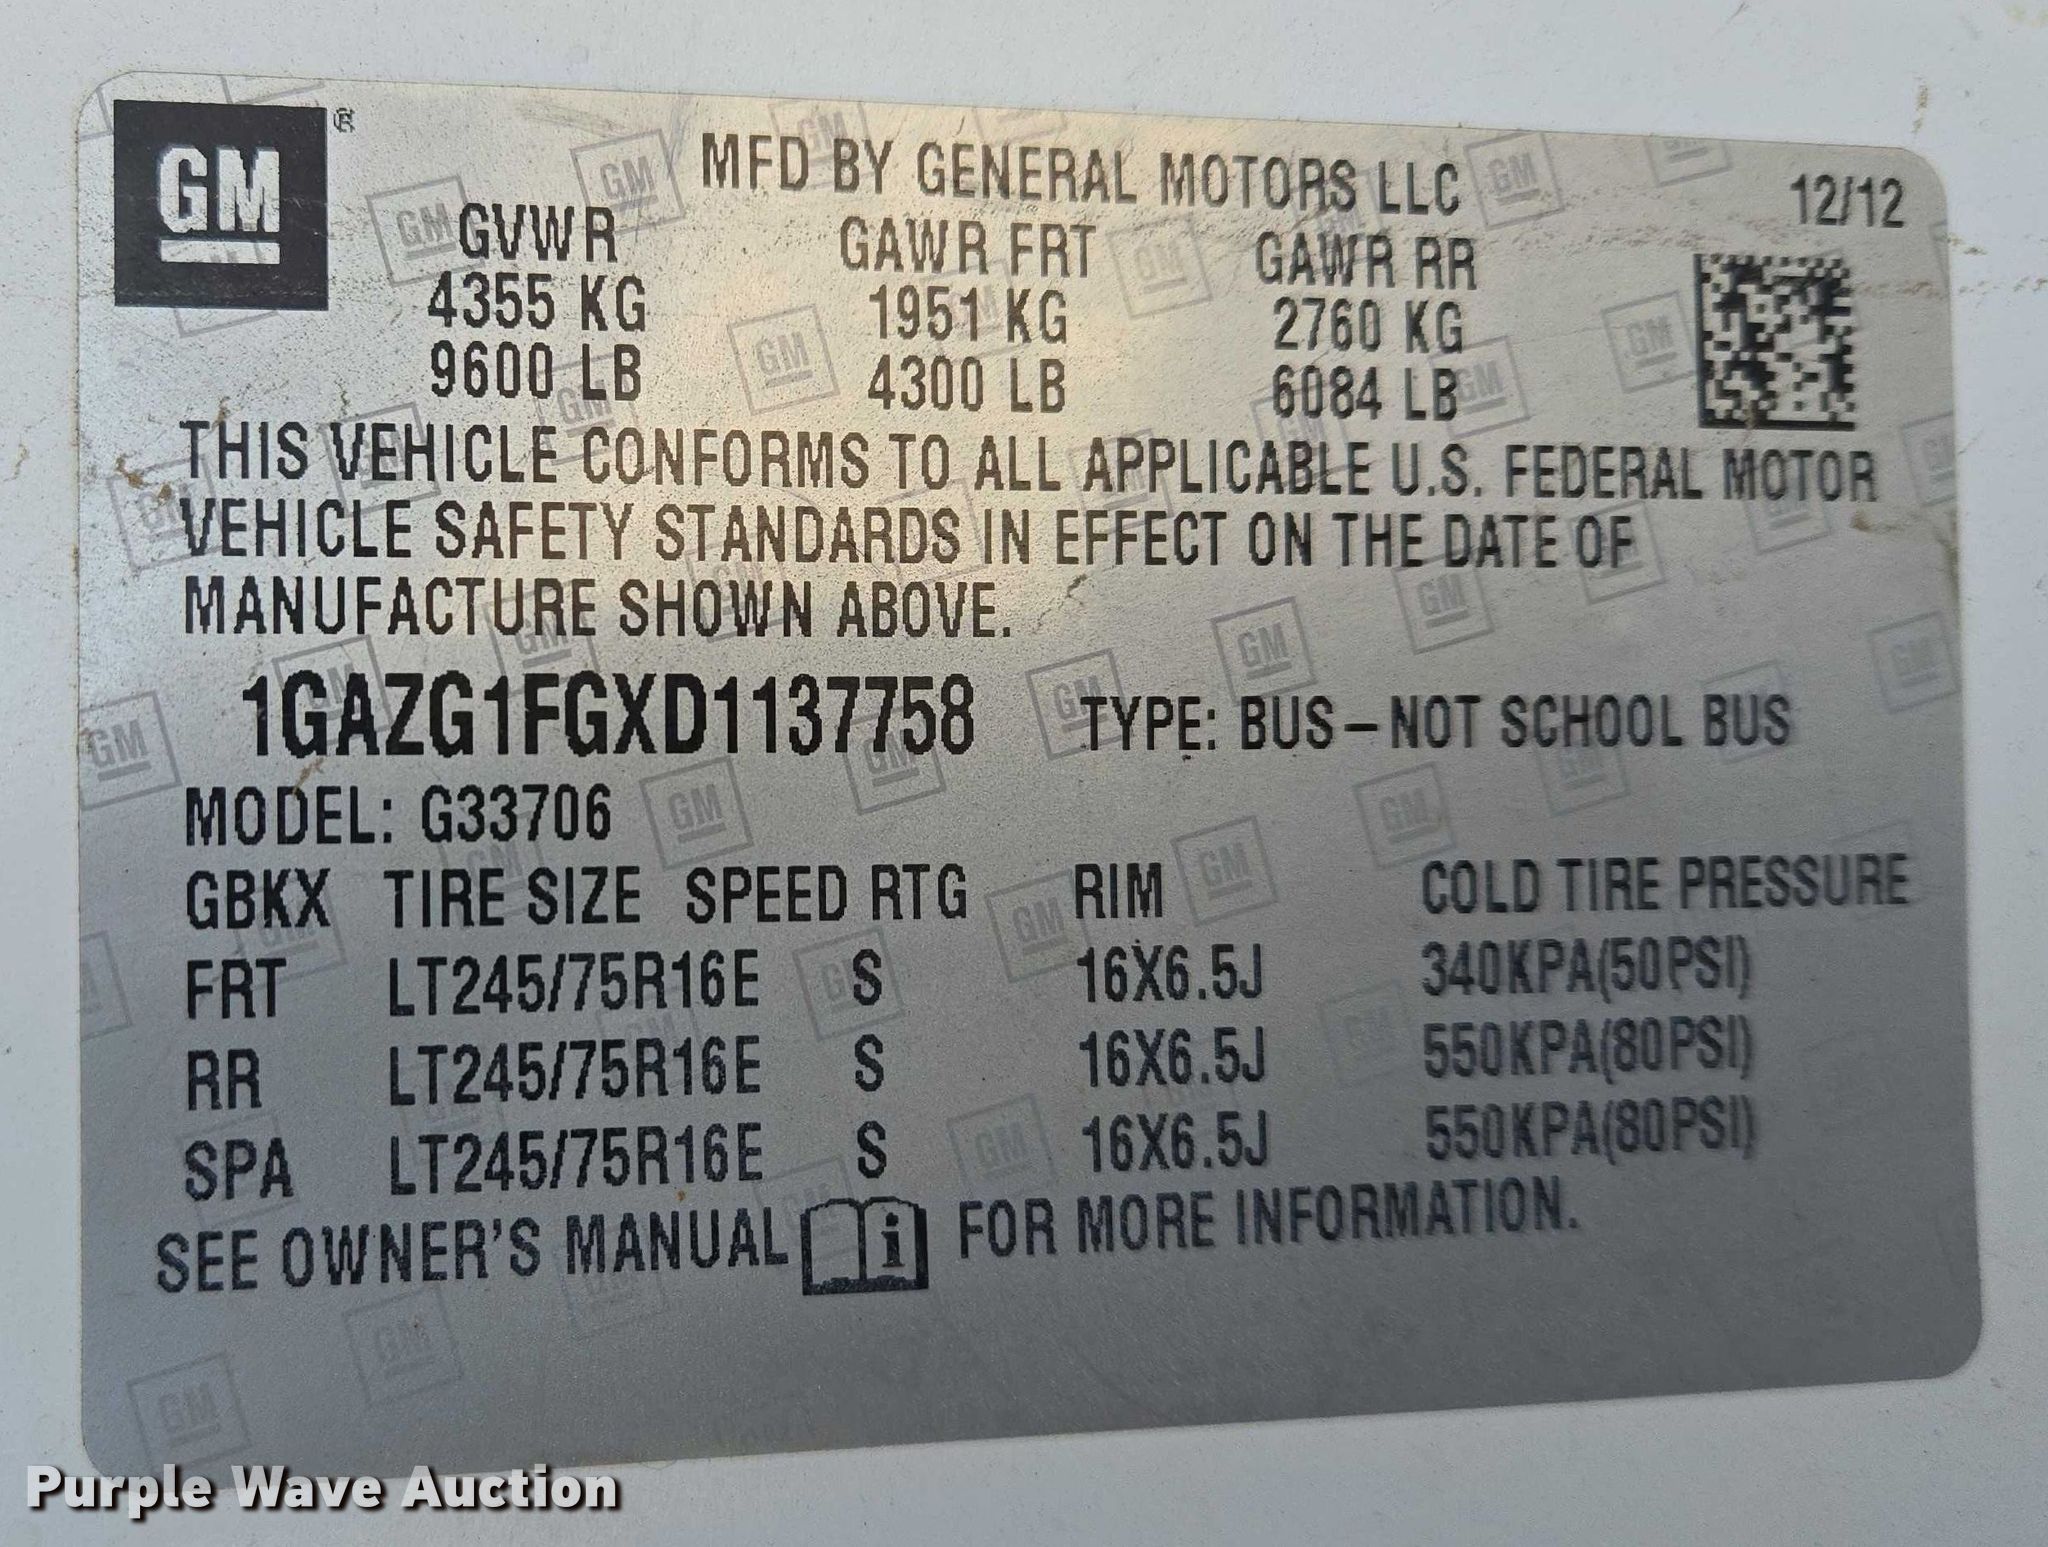 GM ®
MFD BY GENERAL MOTORS LLC
12/12
GVWR GAWR FRT GAWR RR
4355 KG 1951 KG 2760 KG
9600 LB 4300 LB 6084 LB
THIS VEHICLE CONFORMS TO ALL APPLICABLE U.S. FEDERAL MOTOR
VEHICLE SAFETY STANDARDS IN EFFECT ON THE DATE OF
MANUFACTURE SHOWN ABOVE.
1GAZG1FGXD1137758 TYPE: BUS – NOT SCHOOL BUS
MODEL: G33706
GBKX TIRE SIZE SPEED RTG RIM COLD TIRE PRESSURE
FRT LT245/75R16E S 16X6.5J 340KPA(50PSI)
RR LT245/75R16E S 16X6.5J 550KPA(80PSI)
SPA LT245/75R16E S 16X6.5J 550KPA(80PSI)
SEE OWNER'S MANUAL i FOR MORE INFORMATION.
Purple Wave Auction